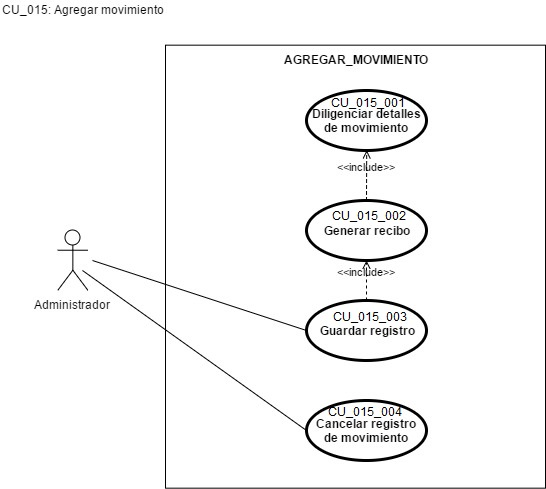 CU_015: Agregar movimiento
AGREGAR_MOVIMIENTO
CU_015_001
Diligenciar detalles
de movimiento
<<include>>
CU_015_002
Generar recibo
<<include>>
Administrador
CU_015_003
Guardar registro
CU_015_004
Cancelar registro
de movimiento